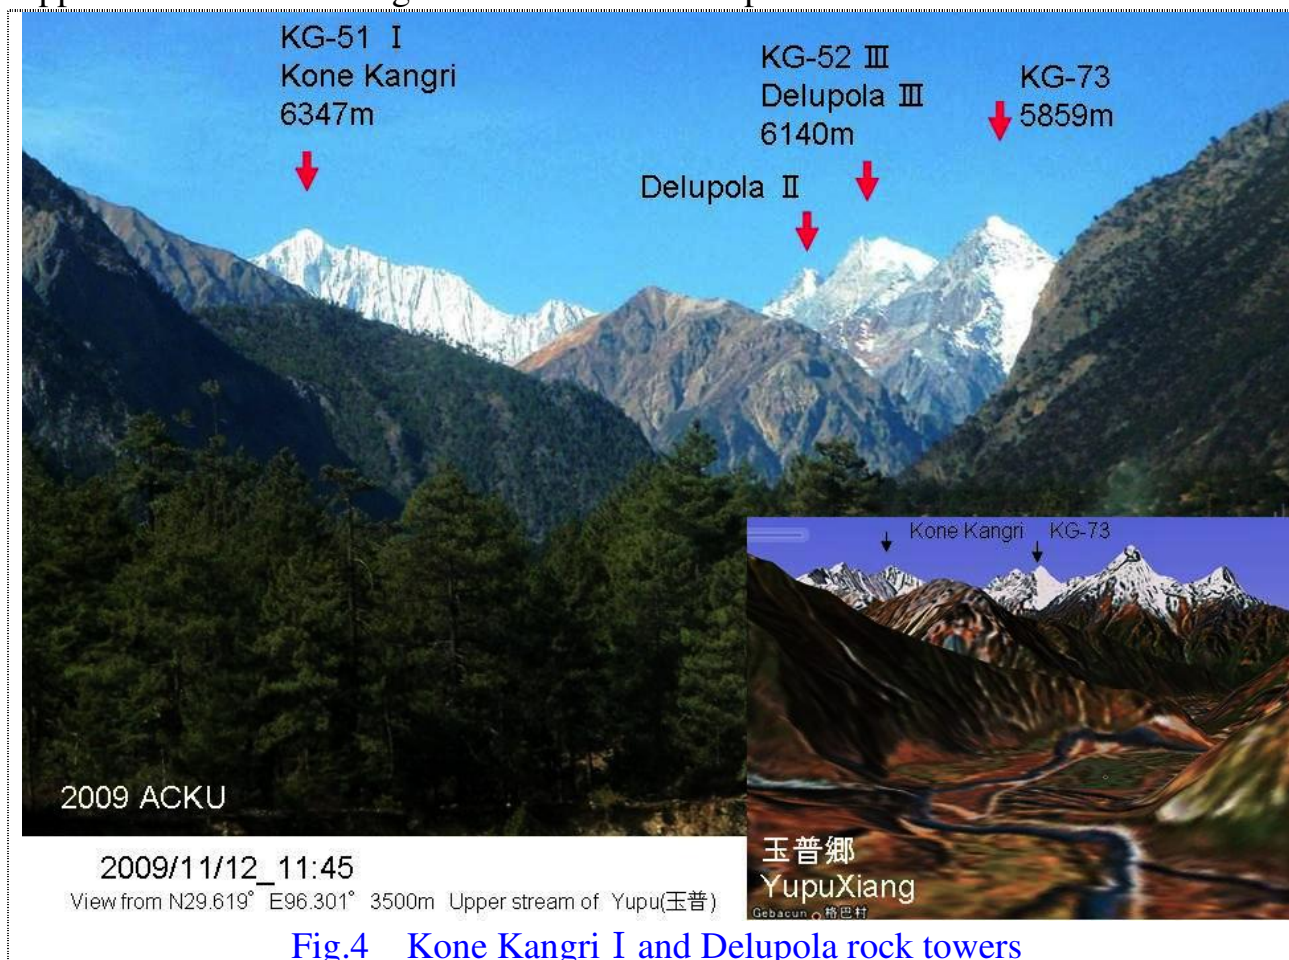 KG-51 Ⅰ
Kone Kangri
6347m
KG-52 Ⅲ
Delupola Ⅲ
6140m
KG-73
5859m
Delupola Ⅱ
Kone Kangri KG-73
2009 ACKU
玉普郷
YupuXiang
Gebacun 格巴村
2009/11/12_11:45
View from N29.619° E96.301° 3500m Upper stream of Yupu(玉普)
Fig.4 Kone Kangri Ⅰ and Delupola rock towers